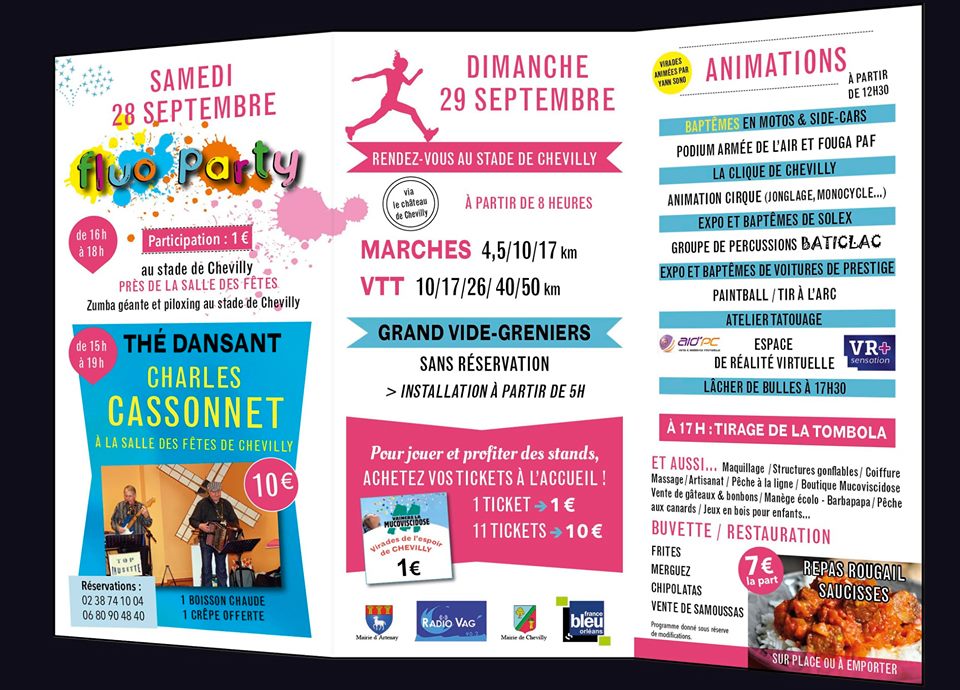 SAMEDI
28 SEPTEMBRE
fluo party
de 16h
à 18h
Participation : 1 €
au stade de Chevilly
PRÈS DE LA SALLE DES FÊTES
Zumba géante et piloxing au stade de Chevilly
de 15h
à 19h
THÉ DANSANT
CHARLES
CASSONNET
À LA SALLE DES FÊTES DE CHEVILLY
10€
TOP
MUSETTE
Réservations :
02 38 74 10 04
06 80 90 48 40
1 BOISSON CHAUDE
1 CRÊPE OFFERTE
DIMANCHE
29 SEPTEMBRE
RENDEZ-VOUS AU STADE DE CHEVILLY
via
le château
de Chevilly
À PARTIR DE 8 HEURES
MARCHES 4,5/10/17 km
VTT 10/17/26/ 40/50 km
GRAND VIDE-GRENIERS
SANS RÉSERVATION
> INSTALLATION À PARTIR DE 5H
Pour jouer et profiter des stands,
ACHETEZ VOS TICKETS À L'ACCUEIL !
1 TICKET → 1 €
11 TICKETS → 10 €
VAINCRE LA
MUCOVISCIDOSE
Virades de l'espoir
de CHEVILLY
1€
Mairie d'Artenay
RADIO VAG'
90.2
Mairie de Chevilly
france
bleu
orléans
VIRADES
ANIMÉES PAR
YANN SONO
ANIMATIONS
À PARTIR
DE 12H30
BAPTÊMES EN MOTOS & SIDE-CARS
PODIUM ARMÉE DE L'AIR ET FOUGA PAF
LA CLIQUE DE CHEVILLY
ANIMATION CIRQUE (JONGLAGE, MONOCYCLE...)
EXPO ET BAPTÊMES DE SOLEX
GROUPE DE PERCUSSIONS BATICLAC
EXPO ET BAPTÊMES DE VOITURES DE PRESTIGE
PAINTBALL / TIR À L'ARC
ATELIER TATOUAGE
aid'PC
ESPACE
DE RÉALITÉ VIRTUELLE
VR+
sensation
LÂCHER DE BULLES À 17H30
À 17H : TIRAGE DE LA TOMBOLA
ET AUSSI... Maquillage / Structures gonflables / Coiffure
Massage / Artisanat / Pêche à la ligne / Boutique Mucoviscidose
Vente de gâteaux & bonbons / Manège écolo - Barbapapa / Pêche
aux canards / Jeux en bois pour enfants...
BUVETTE / RESTAURATION
FRITES
MERGUEZ
CHIPOLATAS
VENTE DE SAMOUSSAS
Programme donné sous réserve
de modifications.
7€
la part
REPAS ROUGAIL
SAUCISSES
SUR PLACE OU À EMPORTER